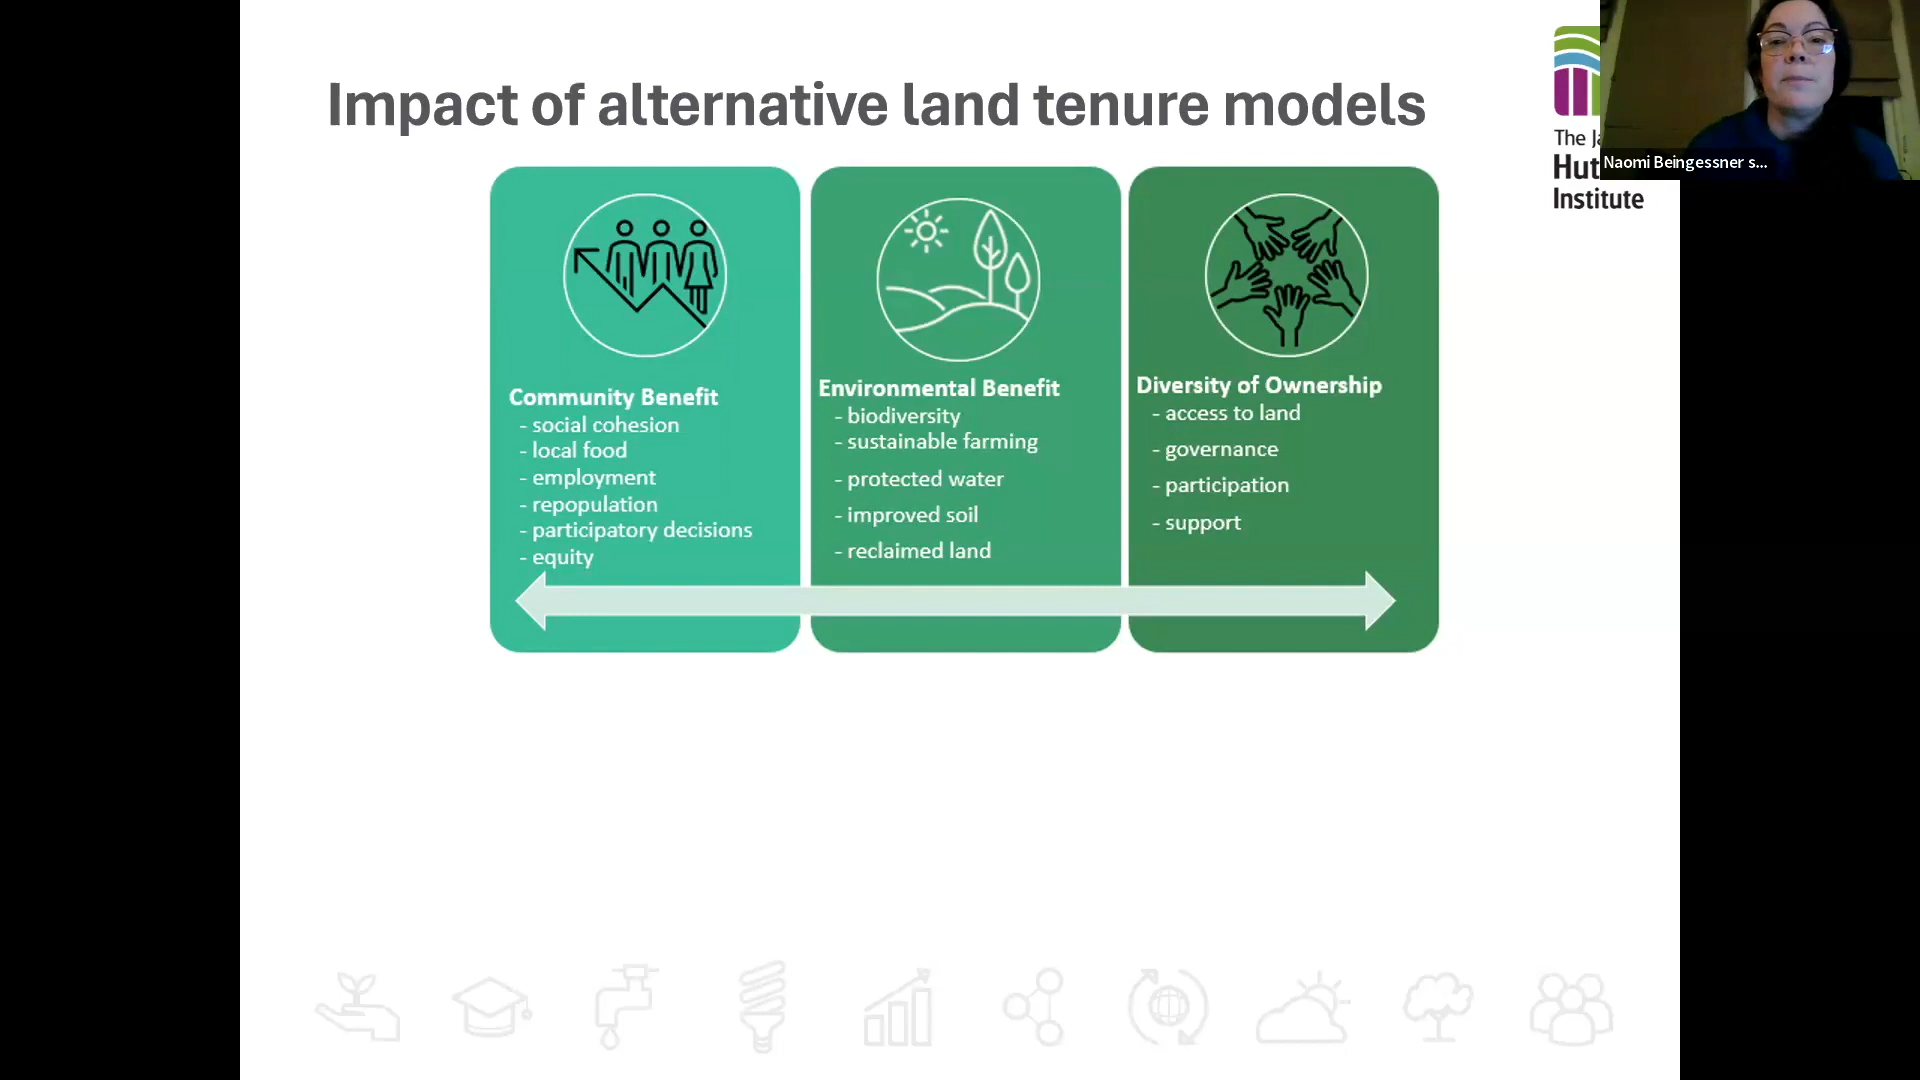 Impact of alternative land tenure models
The Ja
Hut
Institute
Naomi Beingessner s...
Community Benefit
- social cohesion
- local food
- employment
- repopulation
- participatory decisions
- equity
Environmental Benefit
- biodiversity
- sustainable farming
- protected water
- improved soil
- reclaimed land
Diversity of Ownership
- access to land
- governance
- participation
- support